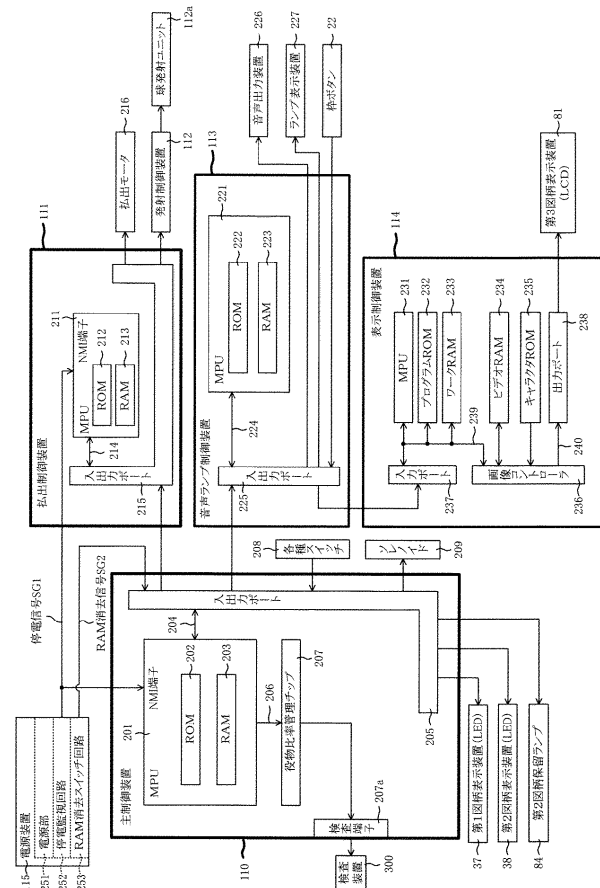 115
電源装置
251
電源部
252
停電監視回路
253
RAM消去スイッチ回路
停電信号SG1
RAM消去信号SG2
110
主制御装置
201
MPU
NMI端子
ROM
202
RAM
203
204
入出力ポート
205
206
役物比率管理チップ
207
検査端子
207a
検査装置
300
各種スイッチ
208
ソレノイド
209
第1図柄表示装置(LED)
37
第2図柄表示装置(LED)
38
第2図柄保留ランプ
84
111
払出制御装置
211
MPU
NMI端子
ROM
212
RAM
213
214
入出力ポート
215
払出モータ
216
発射制御装置
112
球発射ユニット
112a
113
音声ランプ制御装置
221
MPU
ROM
222
RAM
223
224
入出力ポート
225
音声出力装置
226
ランプ表示装置
227
枠ボタン
22
114
表示制御装置
MPU
231
プログラムROM
232
ワークRAM
233
ビデオRAM
234
キャラクタROM
235
出力ポート
238
239
240
入力ポート
237
画像コントローラ
236
第3図柄表示装置
(LCD)
81